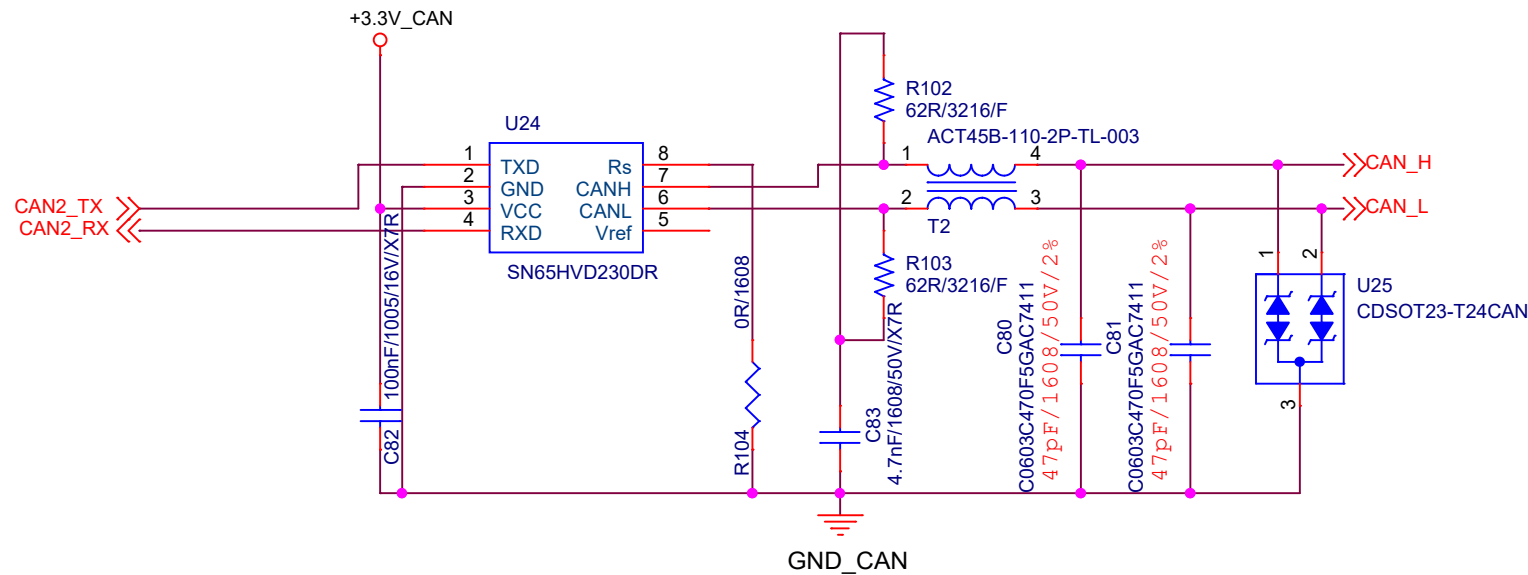 +3.3V_CAN
R102
62R/3216/F
ACT45B-110-2P-TL-003
U24
1
TXD
Rs
8
2
GND
CANH
7
3
VCC
CANL
6
4
RXD
Vref
5
SN65HVD230DR
CAN2_TX
CAN2_RX
1
4
2
3
T2
CAN_H
CAN_L
R103
62R/3216/F
100nF/1005/16V/X7R
C82
0R/1608
R104
C83
4.7nF/1608/50V/X7R
C80
C0603C470F5GAC7411
47pF/1608/50V/2%
C81
C0603C470F5GAC7411
47pF/1608/50V/2%
1
2
U25
CDSOT23-T24CAN
3
GND_CAN